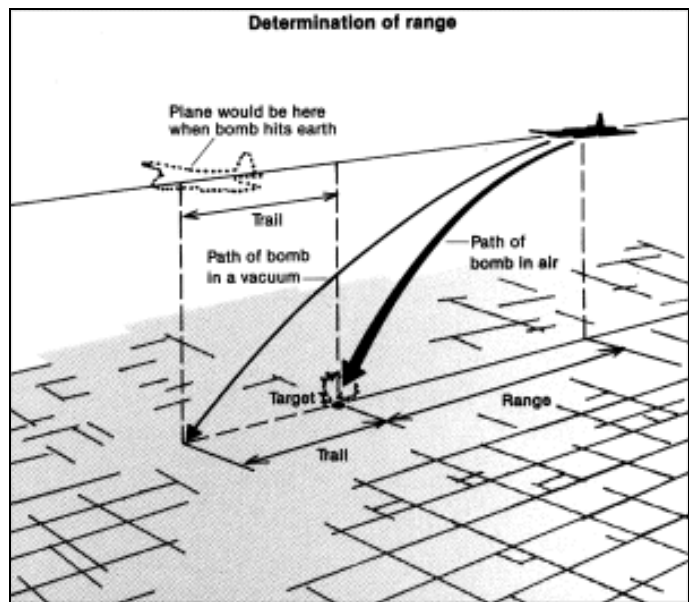 Determination of range
Plane would be here
when bomb hits earth
Trail
Path of bomb
in a vacuum
Path of
bomb in air
Target
Range
Trail